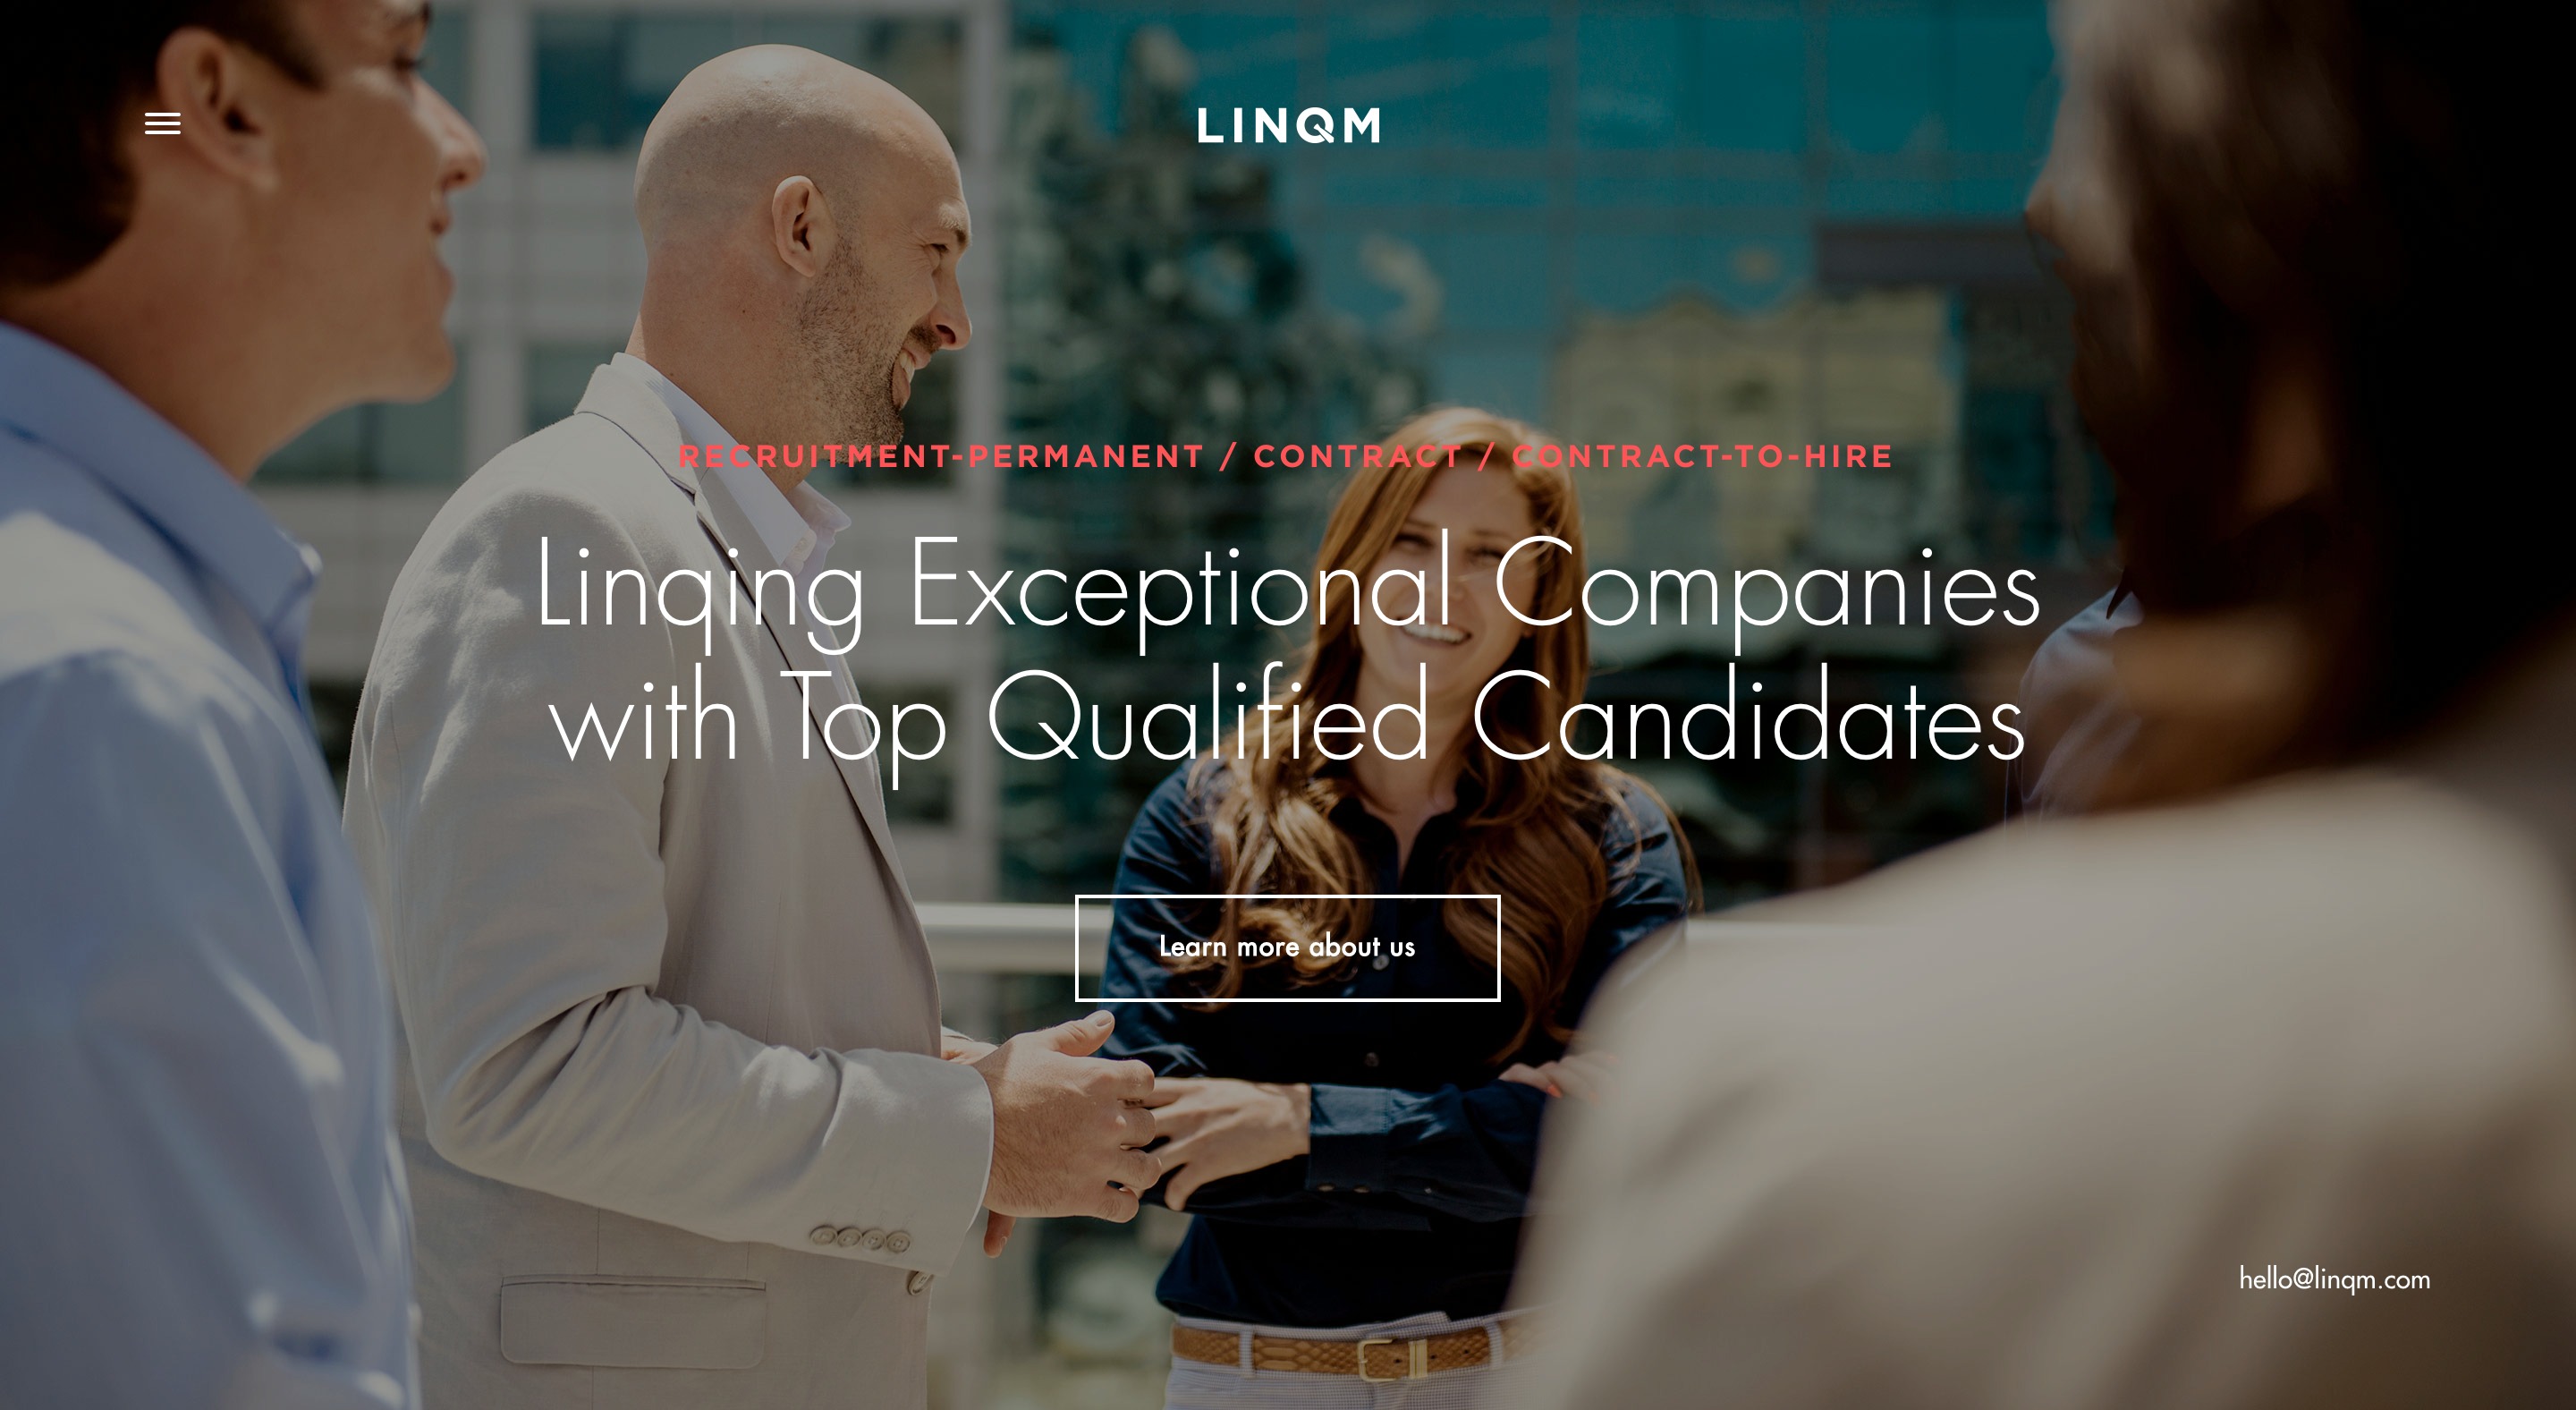 LINQM
RECRUITMENT-PERMANENT / CONTRACT / CONTRACT-TO-HIRE
Linqing Exceptional Companies
with Top Qualified Candidates
Learn more about us
hello@linqm.com